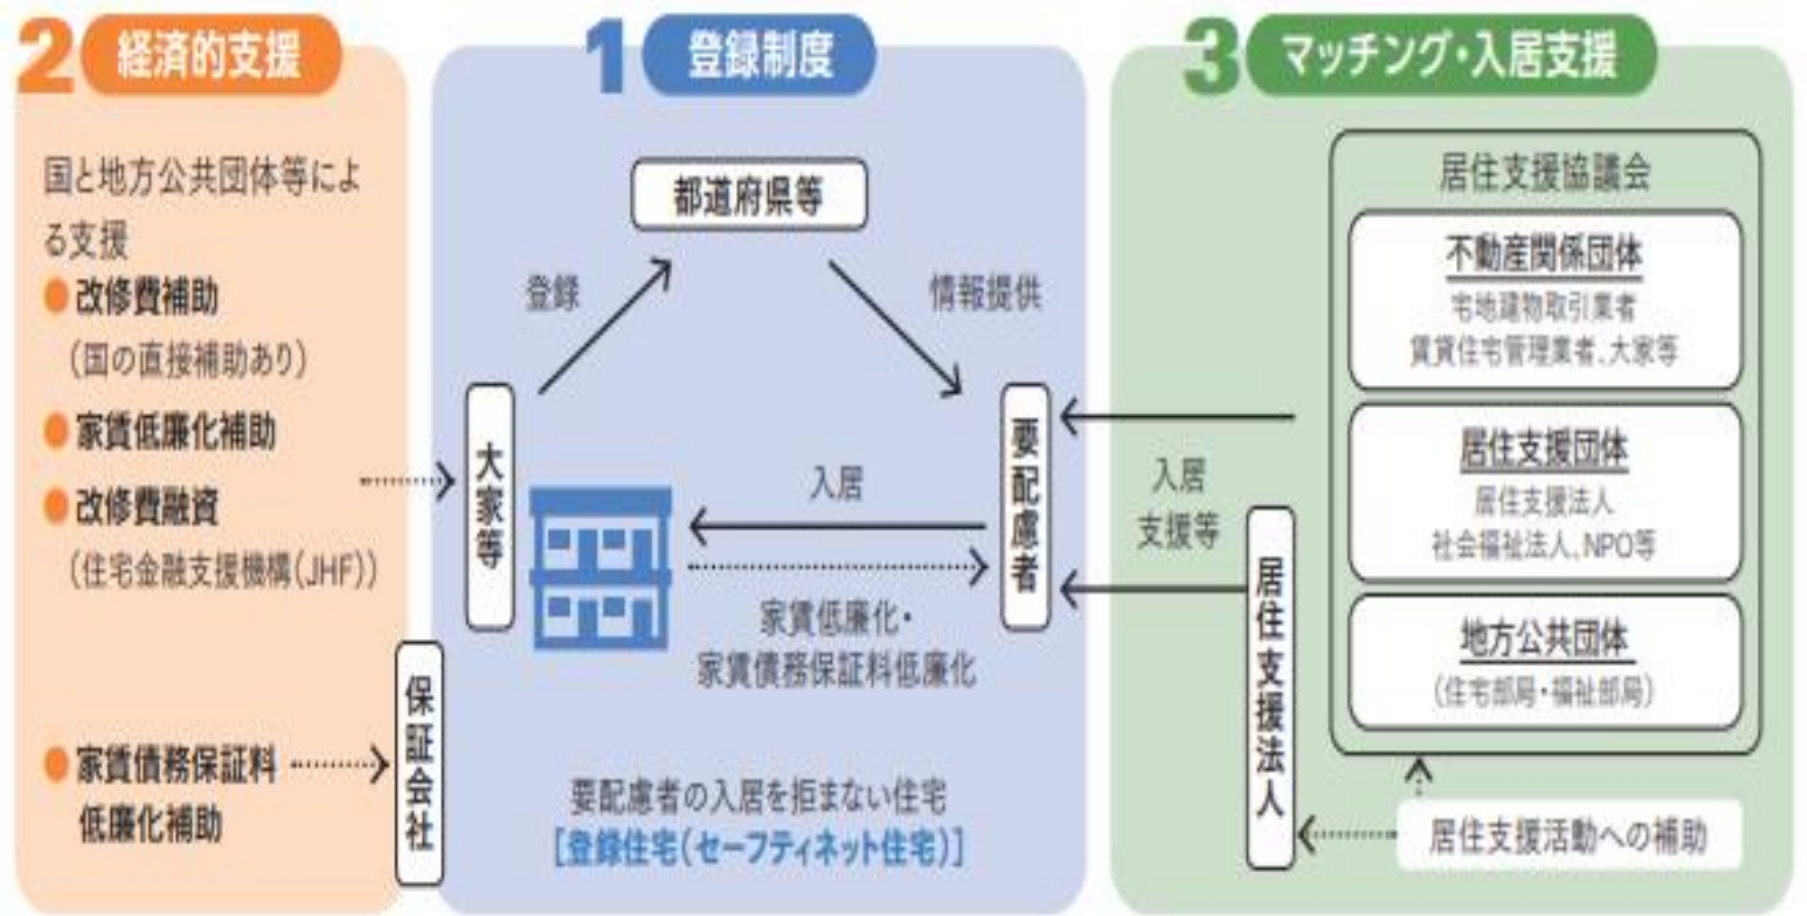 2 経済的支援
国と地方公共団体等によ
る支援
● 改修費補助
（国の直接補助あり）
● 家賃低廉化補助
● 改修費融資
（住宅金融支援機構（JHF））
● 家賃債務保証料
低廉化補助
保証会社
1 登録制度
都道府県等
登録
情報提供
大家等
要配慮者
入居
家賃低廉化・
家賃債務保証料低廉化
要配慮者の入居を拒まない住宅
［登録住宅（セーフティネット住宅）］
3 マッチング・入居支援
入居
支援等
居住支援法人
居住支援協議会
不動産関係団体
宅地建物取引業者
賃貸住宅管理業者、大家等
居住支援団体
居住支援法人
社会福祉法人、NPO等
地方公共団体
（住宅部局・福祉部局）
居住支援活動への補助